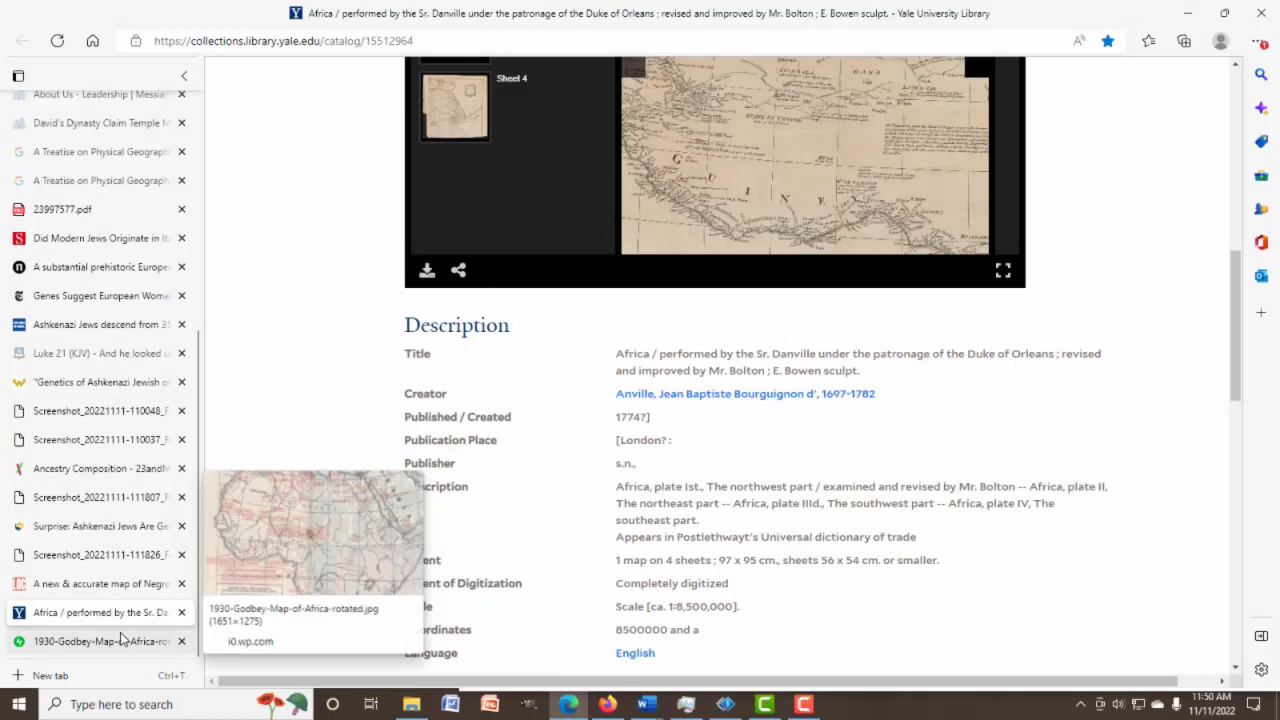 Africa / performed by the Sr. Danville under the patronage of the Duke of Orleans ; revised and improved by Mr. Bolton ; E. Bowen sculpt. - Yale University Library
https://collections.library.yale.edu/catalog/15512964
About Us - Leadership | Messia
David's Dynasty Claim
A Treatise on Physical Geograph
A Treatise on Physical Geograph
23197577.pdf
Did Modern Jews Originate in It
A substantial prehistoric Europe
Genes Suggest European Wome
Ashkenazi Jews descend from 35
Luke 21 (KJV) - And he looked u
"Genetics of Ashkenazi Jewish o
Screenshot_20221111-110048_F
Screenshot_20221111-110037_F
Ancestry Composition - 23andM
Screenshot_20221111-111807_F
Surprise: Ashkenazi Jews Are Ge
Screenshot_20221111-111826_F
A new & accurate map of Negro
Africa / performed by the Sr. Da
1930-Godbey-Map-of-Africa-r
New tab
Ctrl+T
1930-Godbey-Map-of-Africa-rotated.jpg
(1651×1275)
i0.wp.com
Sheet 4
G U I N E
Description
Title
Africa / performed by the Sr. Danville under the patronage of the Duke of Orleans ; revised
and improved by Mr. Bolton ; E. Bowen sculpt.
Creator
Anville, Jean Baptiste Bourguignon d', 1697-1782
Published / Created
1774?]
Publication Place
[London? :
Publisher
s.n.,
scription
Africa, plate Ist., The northwest part / examined and revised by Mr. Bolton -- Africa, plate II,
The northeast part -- Africa, plate IIId., The southwest part -- Africa, plate IV, The
southeast part.
Appears in Postlethwayt's Universal dictionary of trade
ent
1 map on 4 sheets ; 97 x 95 cm., sheets 56 x 54 cm. or smaller.
ent of Digitization
Completely digitized
le
Scale [ca. 1:8,500,000].
ordinates
8500000 and a
Language
English
Type here to search
11:50 AM
11/11/2022